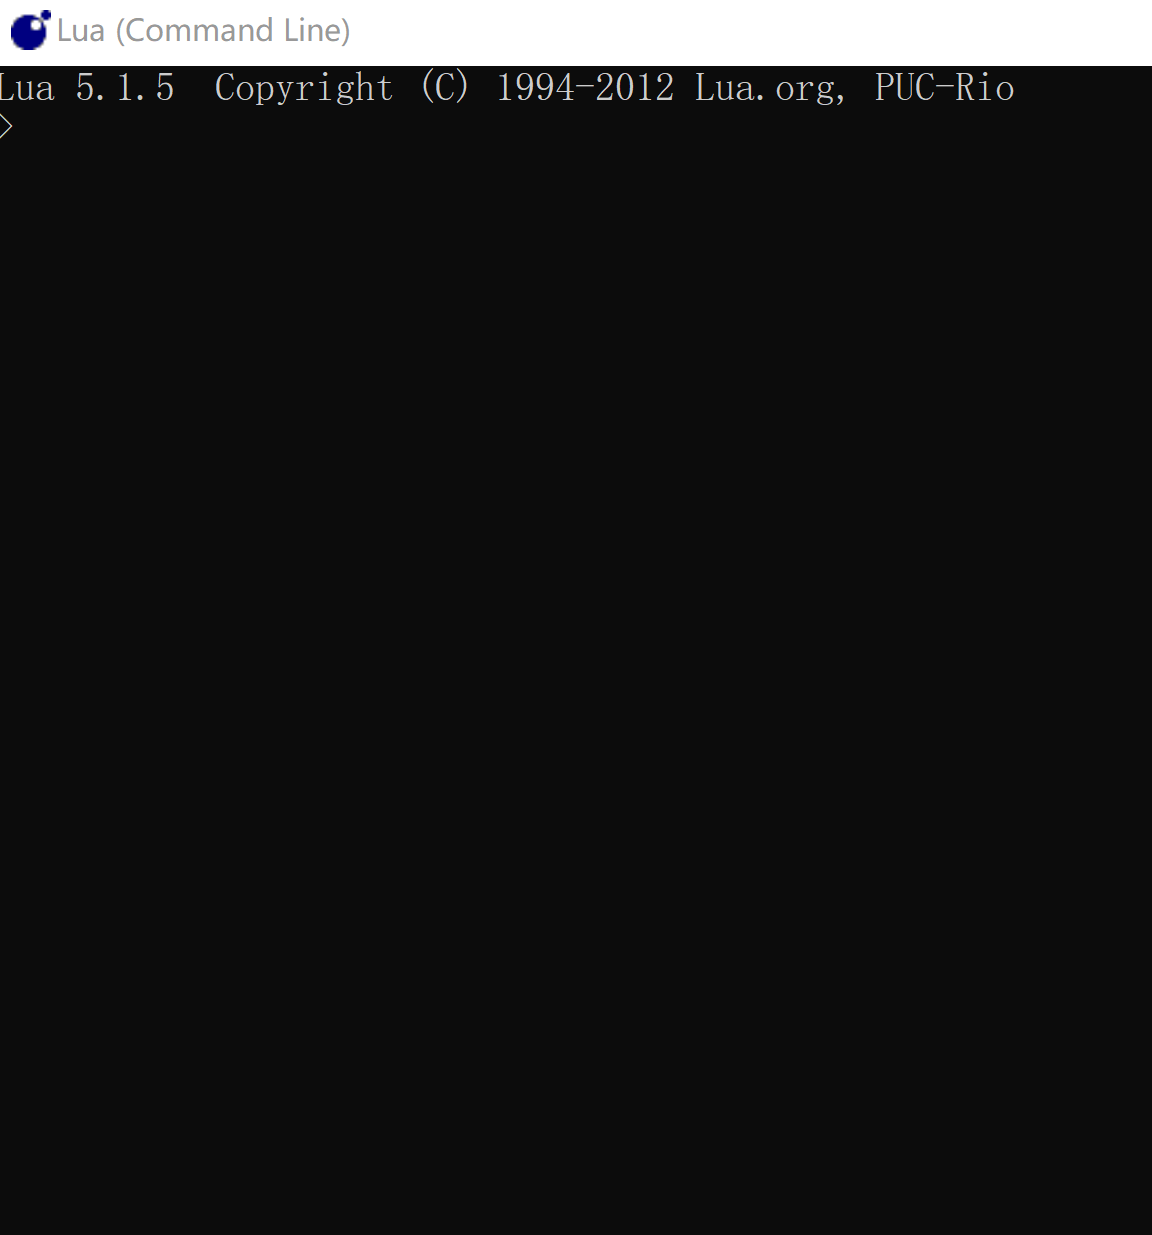 Lua (Command Line)
Lua 5.1.5  Copyright (C) 1994-2012 Lua.org, PUC-Rio
>